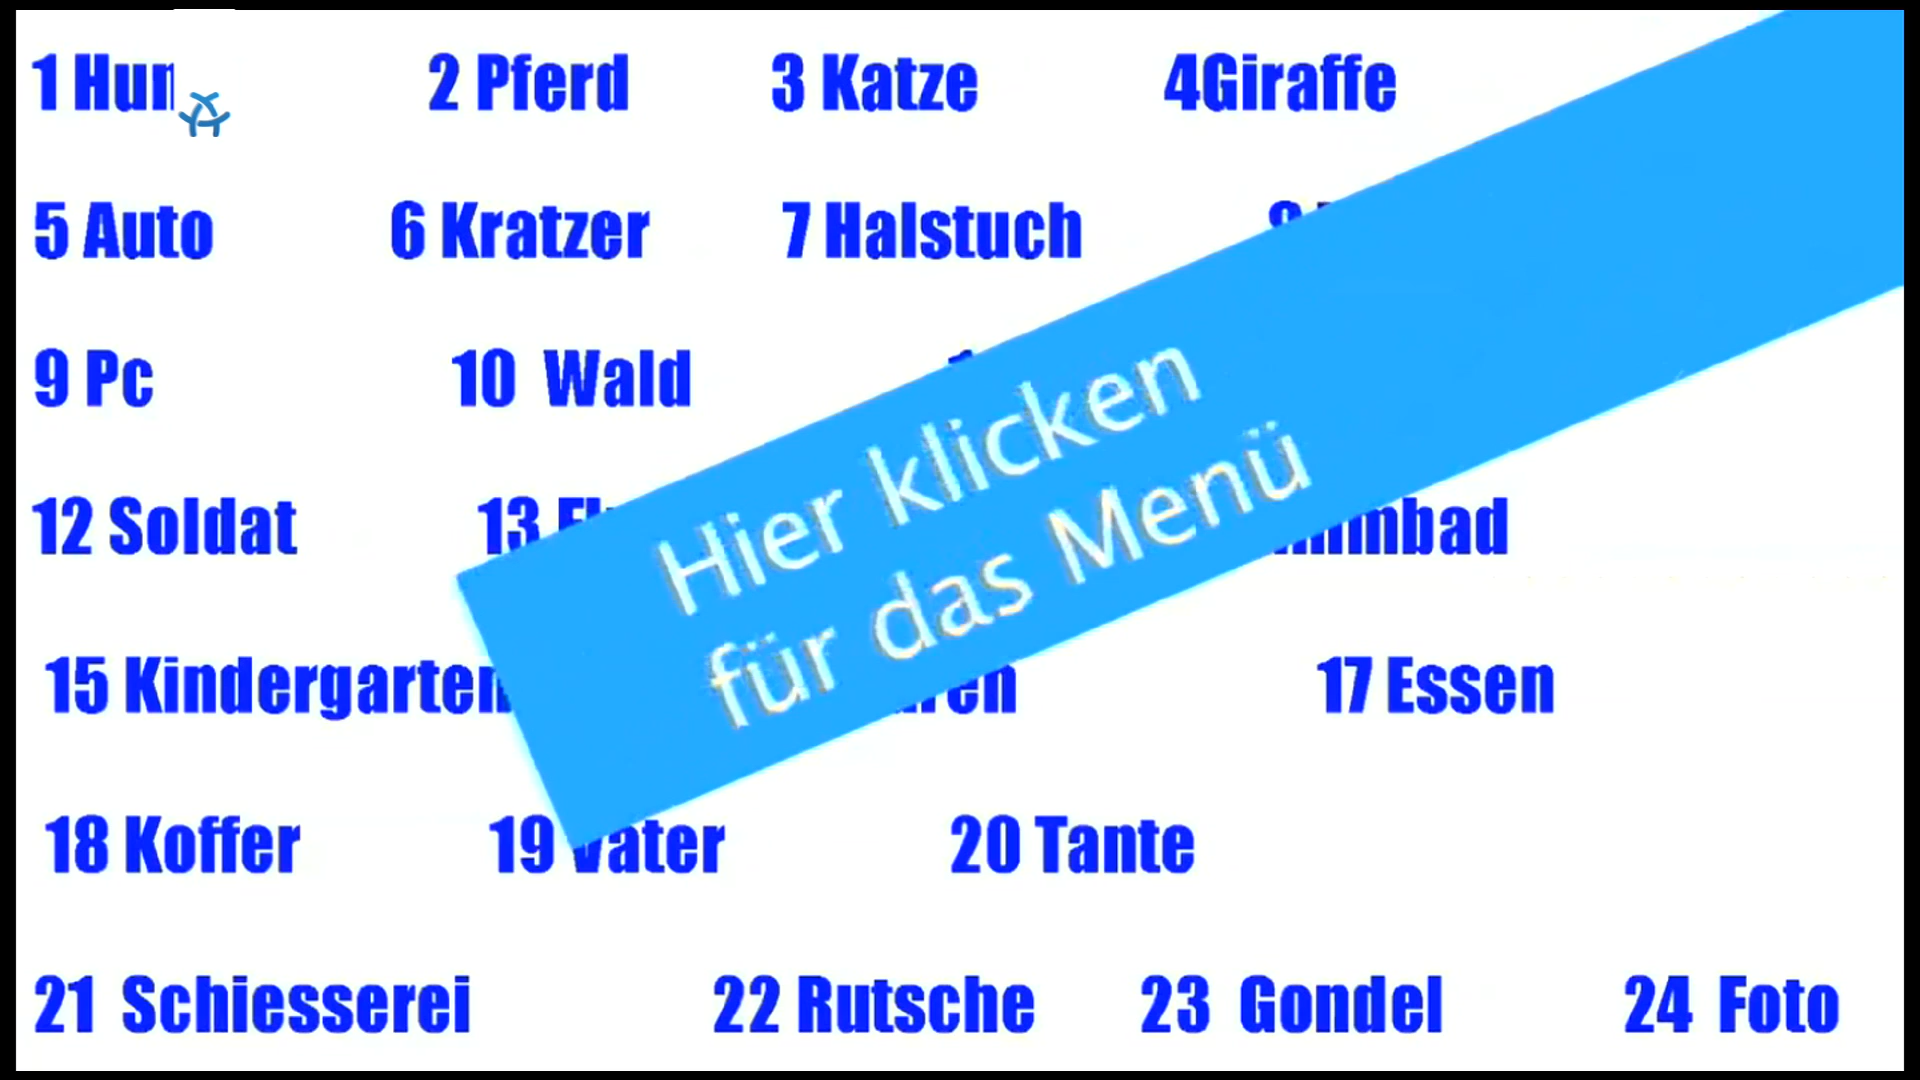 1 2 Pferd 3 Katze 4Giraffe
5 Auto 6 Kratzer 7 Halstuch
9 Pc 10 Wald
12 Soldat 13
15 Kindergarten 17 Essen
18 Koffer 19 Vater 20 Tante
21 Schiesserei 22 Rutsche 23 Gondel 24 Foto
Hier klicken
für das Menü